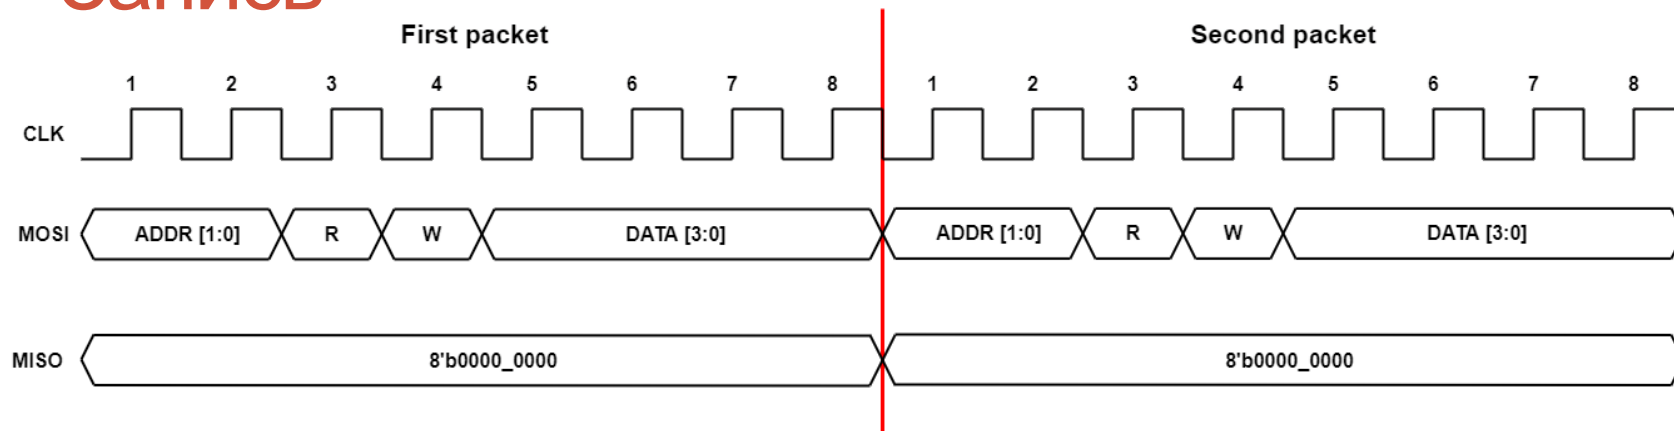 Запись
First packet Second packet
1 2 3 4 5 6 7 8 1 2 3 4 5 6 7 8
CLK
MOSI ADDR [1:0] R W DATA [3:0] ADDR [1:0] R W DATA [3:0]
MISO 8'b0000_0000 8'b0000_0000